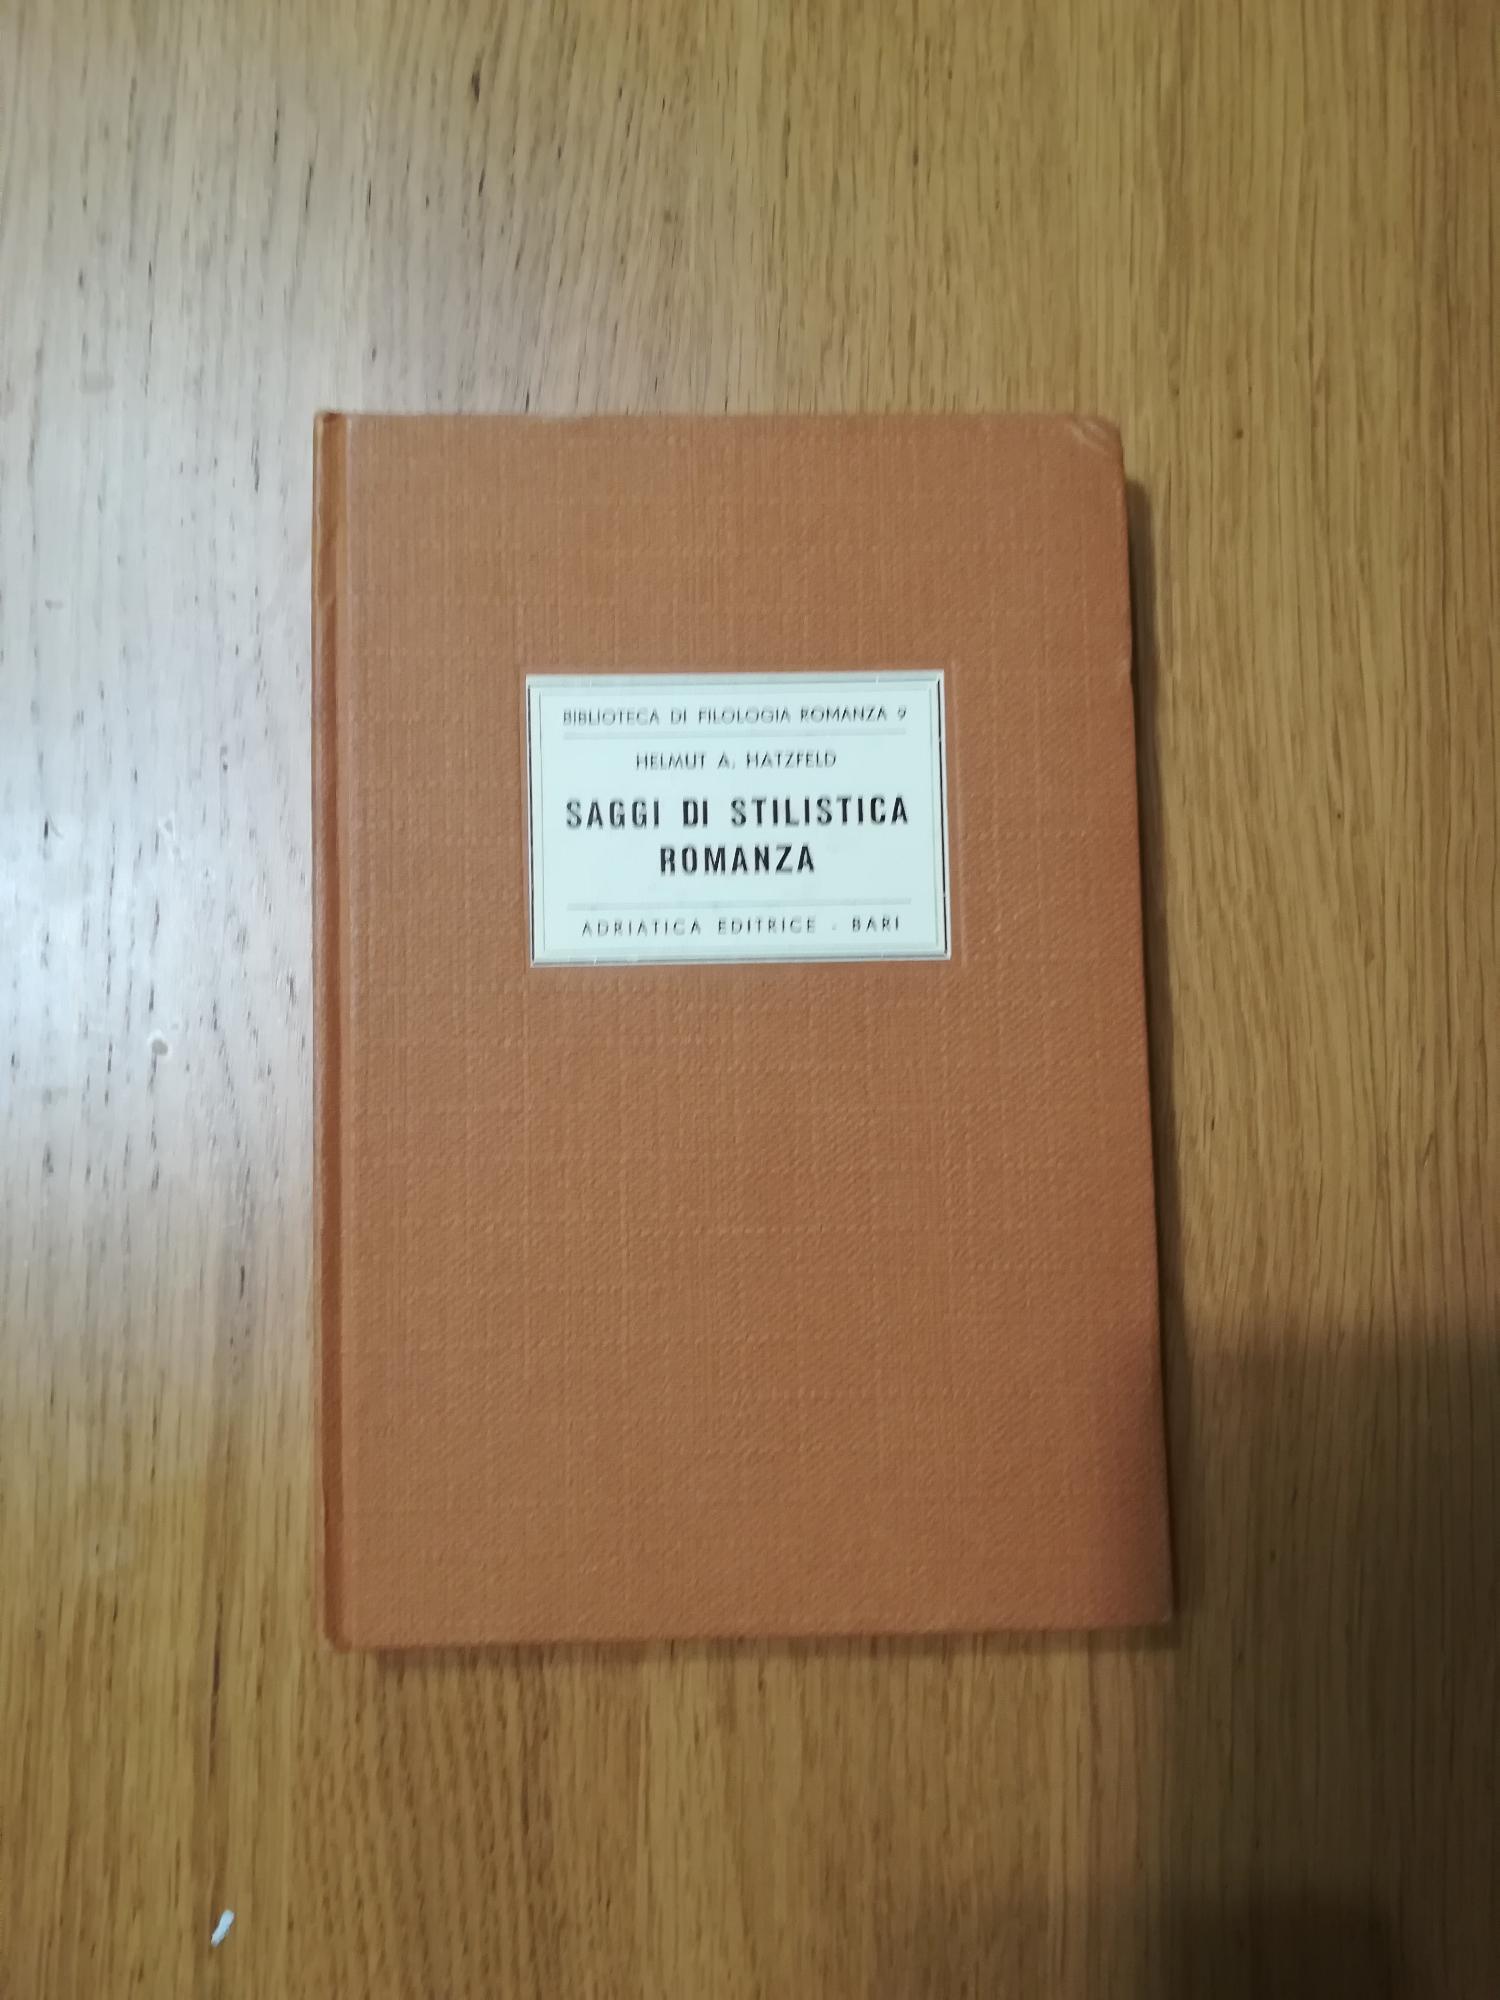 BIBLIOTECA DI FILOLOGIA ROMANZA 9
HELMUT A. HATZFELD
SAGGI DI STILISTICA
ROMANZA
ADRIATICA EDITRICE - BARI